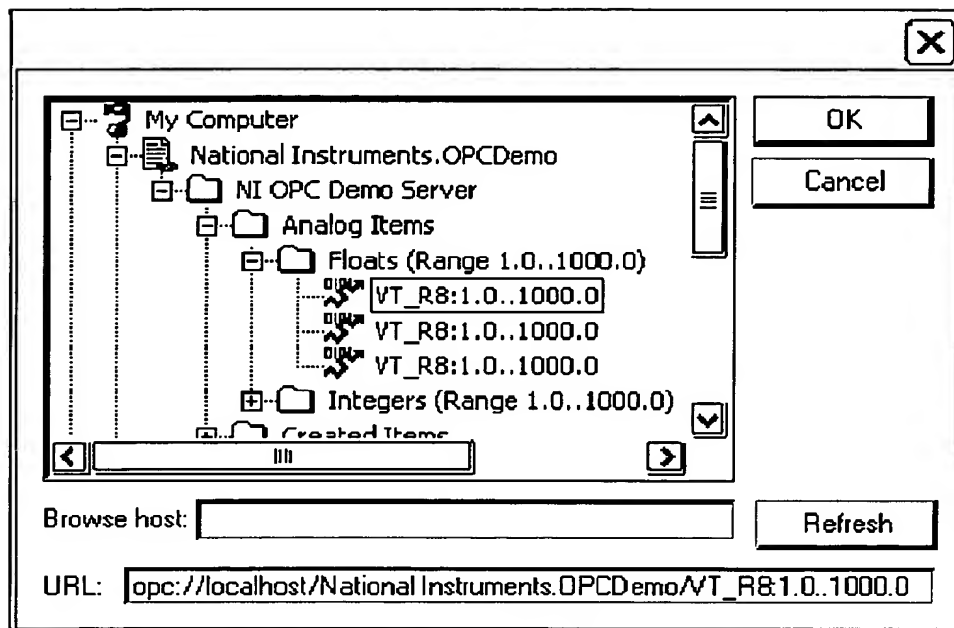 My Computer
National Instruments.OPCDemo
NI OPC Demo Server
Analog Items
Floats (Range 1.0..1000.0)
VT_R8:1.0..1000.0
VT_R8:1.0..1000.0
VT_R8:1.0..1000.0
Integers (Range 1.0..1000.0)
Created Items
OK
Cancel
Browse host:
Refresh
URL: opc://localhost/National Instruments.OPCDemo/VT_R8:1.0..1000.0